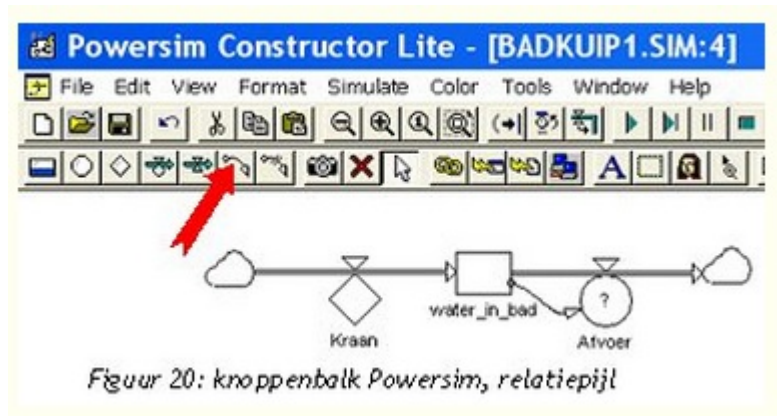 Powersim Constructor Lite - [BADKUIP1.SIM:4]
File Edit View Format Simulate Color Tools Window Help
A
?
water_in_bad
Kraan
Afvoer
Figuur 20: knoppenbalk Powersim, relatiepijl